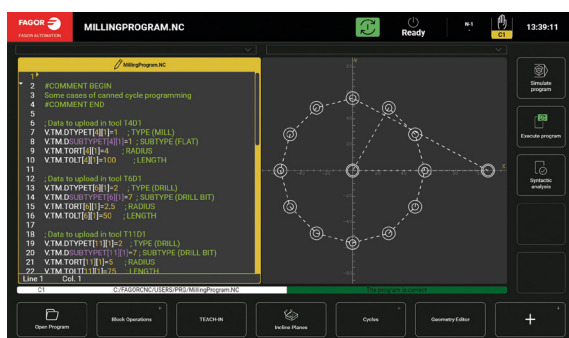 FAGOR
FAGOR AUTOMATION
MILLINGPROGRAM.NC
Ready
N-1
C1
13:39:11
MillingProgram.NC
1
2 #COMMENT BEGIN
3 Some cases of canned cycle programming
4 #COMMENT END
5
6 ;Data to upload in tool T4D1
7 V.TM.DTYPET[4][1]=1 ; TYPE (MILL)
8 V.TM.DSUBTYPET[4][1]=1 ; SUBTYPE (FLAT)
9 V.TM.TORT[4][1]=4 ; RADIUS
10 V.TM.TOLT[4][1]=100 ; LENGTH
11
12 ;Data to upload in tool T6D1
13 V.TM.DTYPET[6][1]=2 ; TYPE (DRILL)
14 V.TM.DSUBTYPET[6][1]=7 ; SUBTYPE (DRILL BIT)
15 V.TM.TORT[6][1]=2.5 ; RADIUS
16 V.TM.TOLT[6][1]=50 ; LENGTH
17
18 ;Data to upload in tool T11D1
19 V.TM.DTYPET[11][1]=2 ; TYPE (DRILL)
20 V.TM.DSUBTYPET[11][1]=7 ; SUBTYPE (DRILL BIT)
21 V.TM.TORT[11][1]=5 ; RADIUS
22 V.TM.TOLT[11][1]=75 ; LENGTH
Line 1 Col. 1
X
Simulate
program
Execute program
Syntactic
analysis
C1
C:/FAGORCNC/USERS/PRG/MillingProgram.NC
The program is correct
Open Program
Block Operations
TEACH-IN
Incline Planes
Cycles
Geometry Editor
+